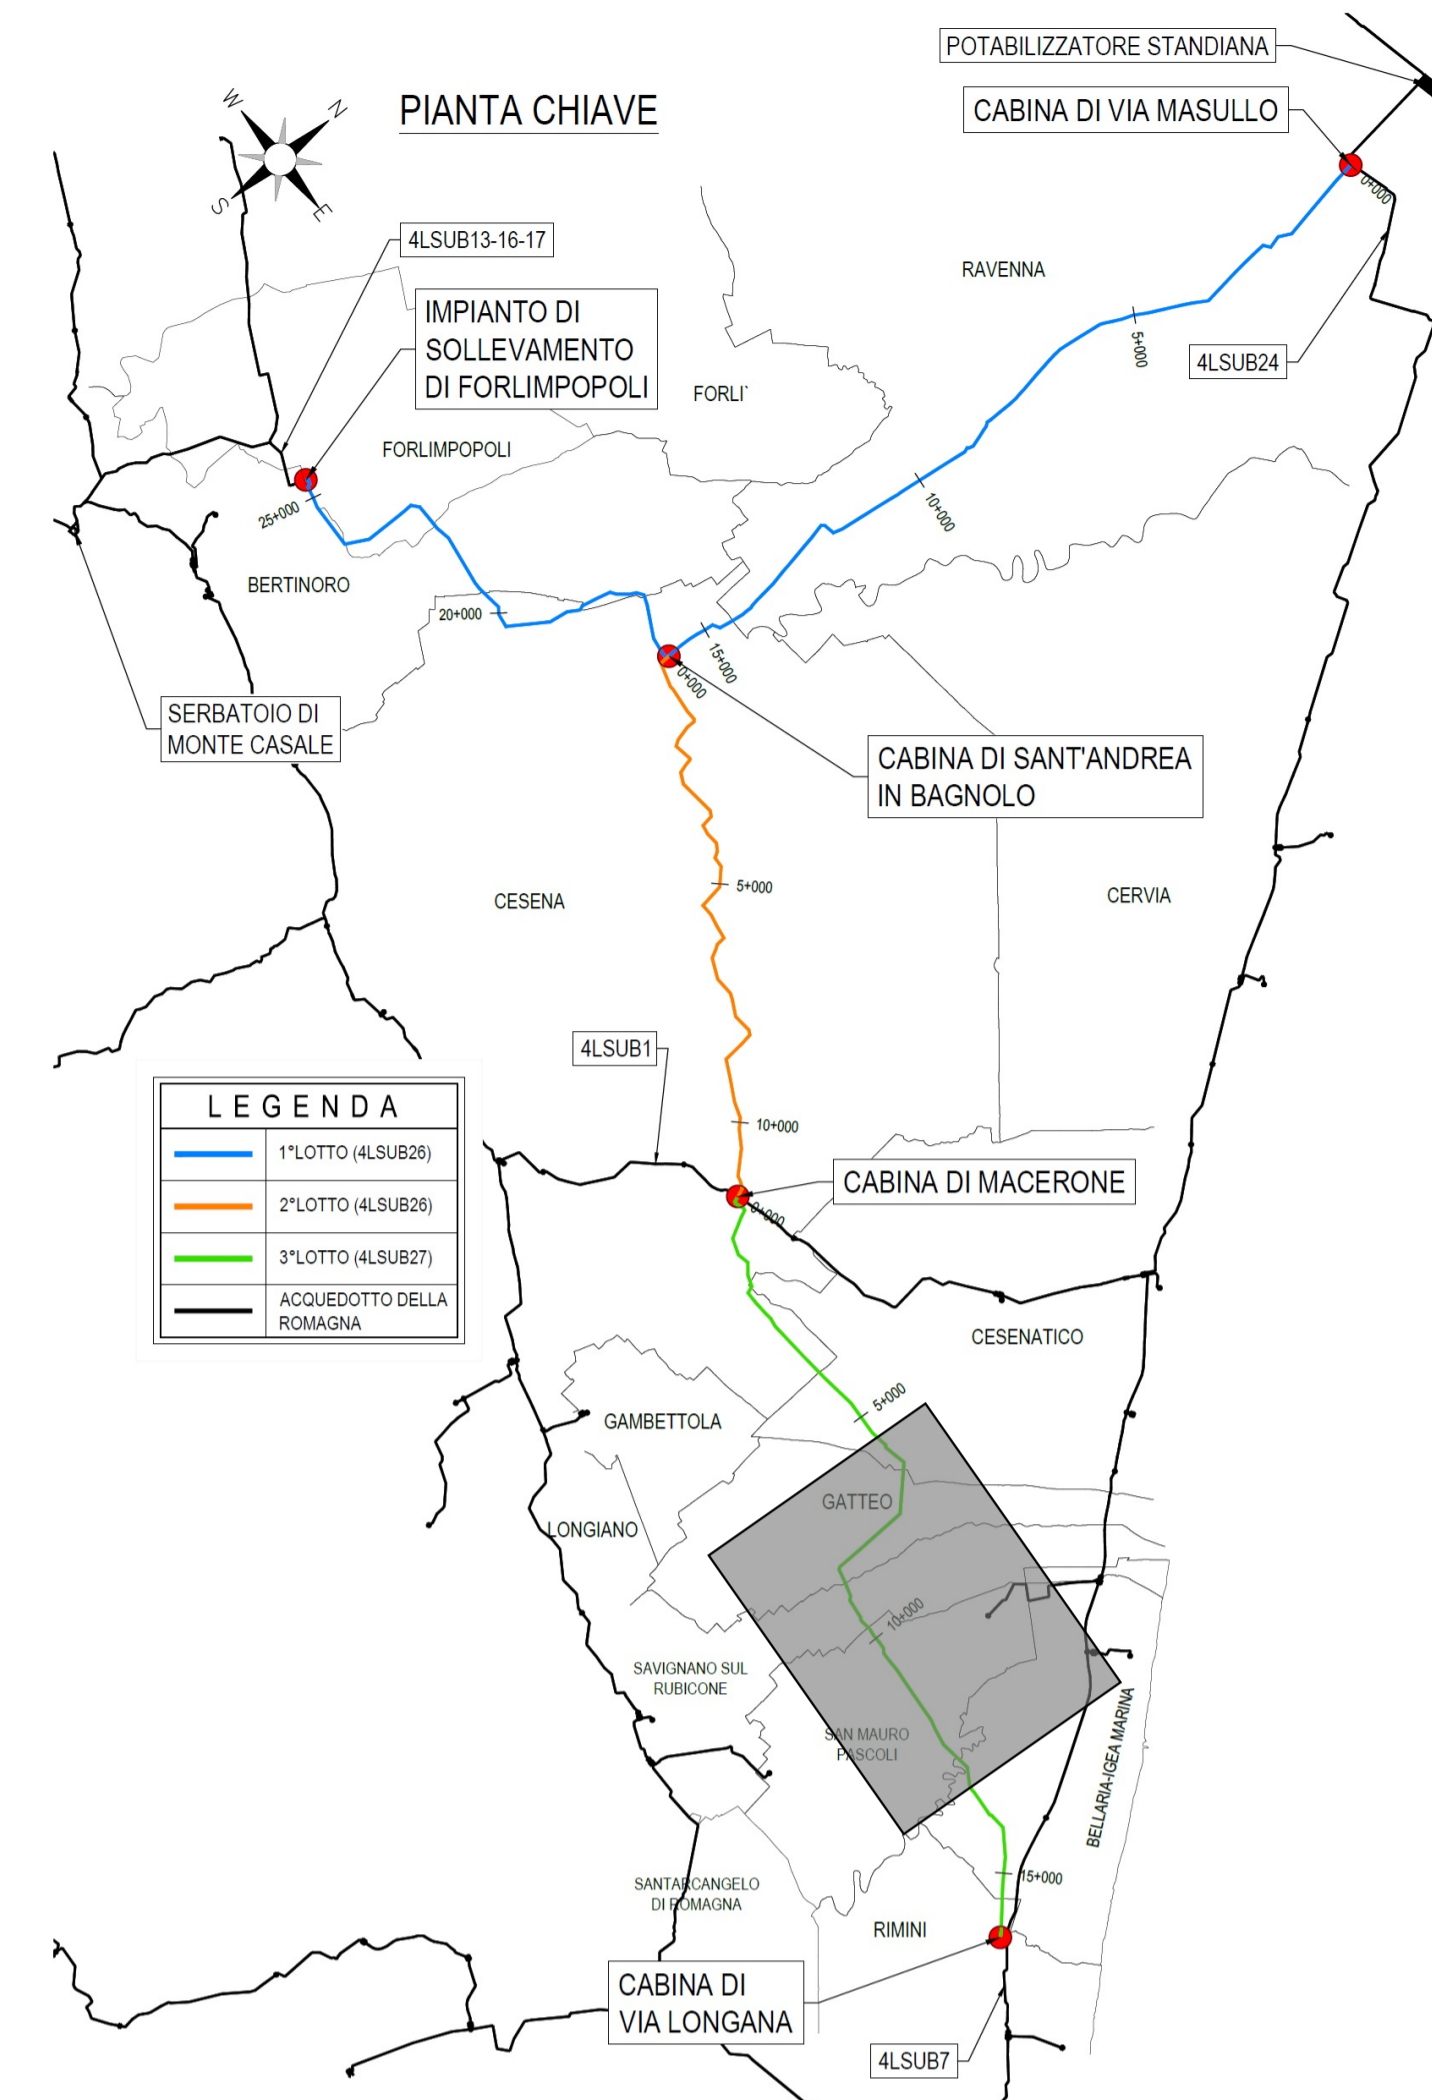 POTABILIZZATORE STANDIANA
PIANTA CHIAVE
CABINA DI VIA MASULLO
W
N
S
E
0+000
4LSUB13-16-17
RAVENNA
IMPIANTO DI
SOLLEVAMENTO
DI FORLIMPOPOLI
5+000
4LSUB24
FORLI`
FORLIMPOPOLI
25+000
10+000
BERTINORO
20+000
15+000
0+000
SERBATOIO DI
MONTE CASALE
CABINA DI SANT'ANDREA
IN BAGNOLO
5+000
CESENA
CERVIA
4LSUB1
10+000
LEGENDA
1°LOTTO (4LSUB26)
2°LOTTO (4LSUB26)
3°LOTTO (4LSUB27)
ACQUEDOTTO DELLA
ROMAGNA
CABINA DI MACERONE
0+000
CESENATICO
5+000
GAMBETTOLA
GATTEO
LONGIANO
10+000
SAVIGNANO SUL
RUBICONE
SAN MAURO
PASCOLI
BELLARIA-IGEA MARINA
15+000
SANTARCANGELO
DI ROMAGNA
RIMINI
CABINA DI
VIA LONGANA
4LSUB7